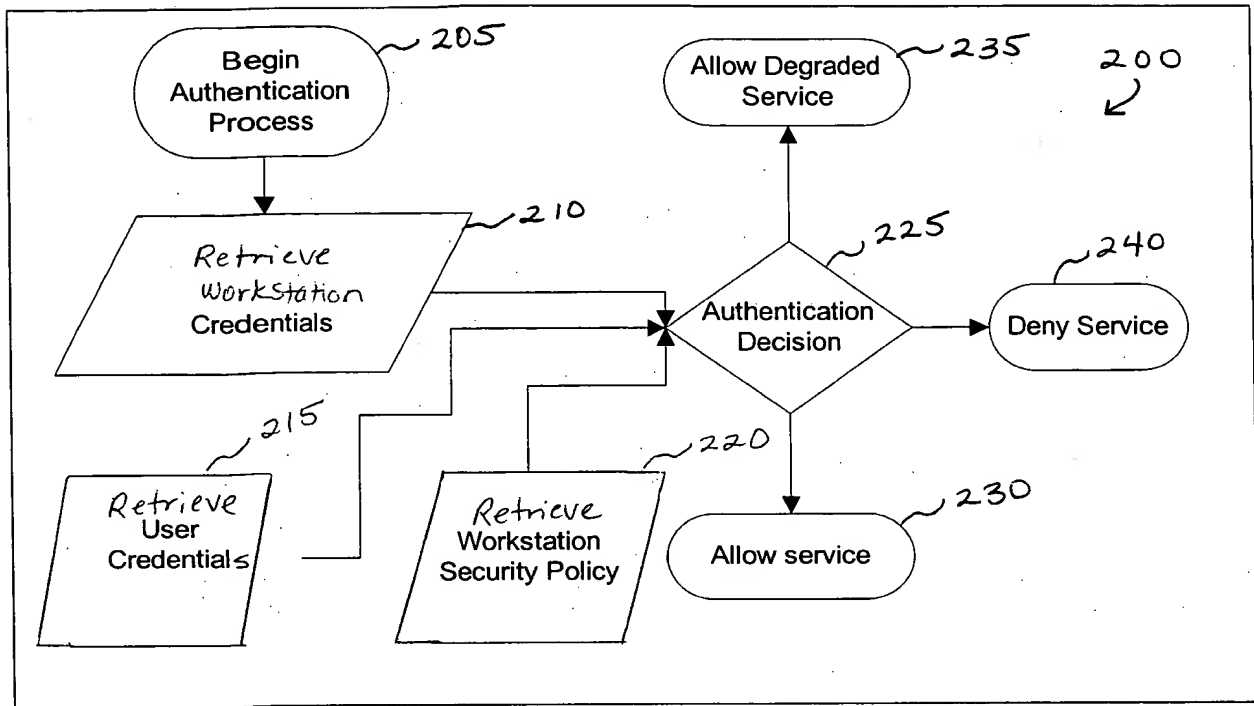 Begin
Authentication
Process
205
Allow Degraded
Service
235
200
Retrieve
Workstation
Credentials
210
Authentication
Decision
225
Deny Service
240
Retrieve
User
Credentials
215
Retrieve
Workstation
Security Policy
220
Allow service
230